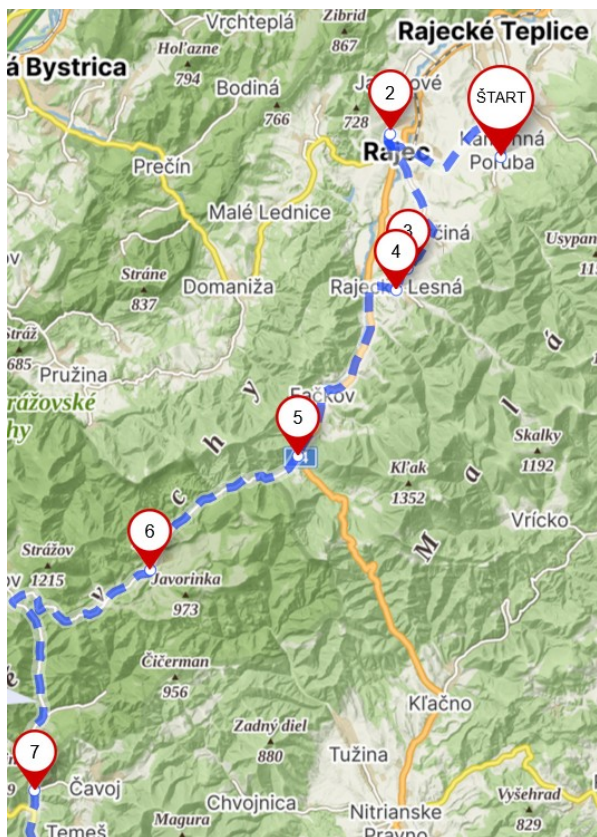 Vrchteplá
Zibrid
867
Rajecké Teplice
á Bystrica
Hoľazne
794
Bodiná
766
728
2
ŠTART
Rajec
Poruba
Prečín
Malé Lednice
3
4
Stráne
837
Domaniža
Rajecká Lesná
685
Pružina
Fačkov
5
h y
c
M a l á
Skalky
1192
Kľak
1352
Vrícko
6
Strážov
1215
v
Javorinka
973
Čičerman
956
Kľačno
Zadný diel
880
7
Čavoj
Tužina
Chvojnica
Vyšehrad
829
Temeš
Magura
Nitrianske
Pravno